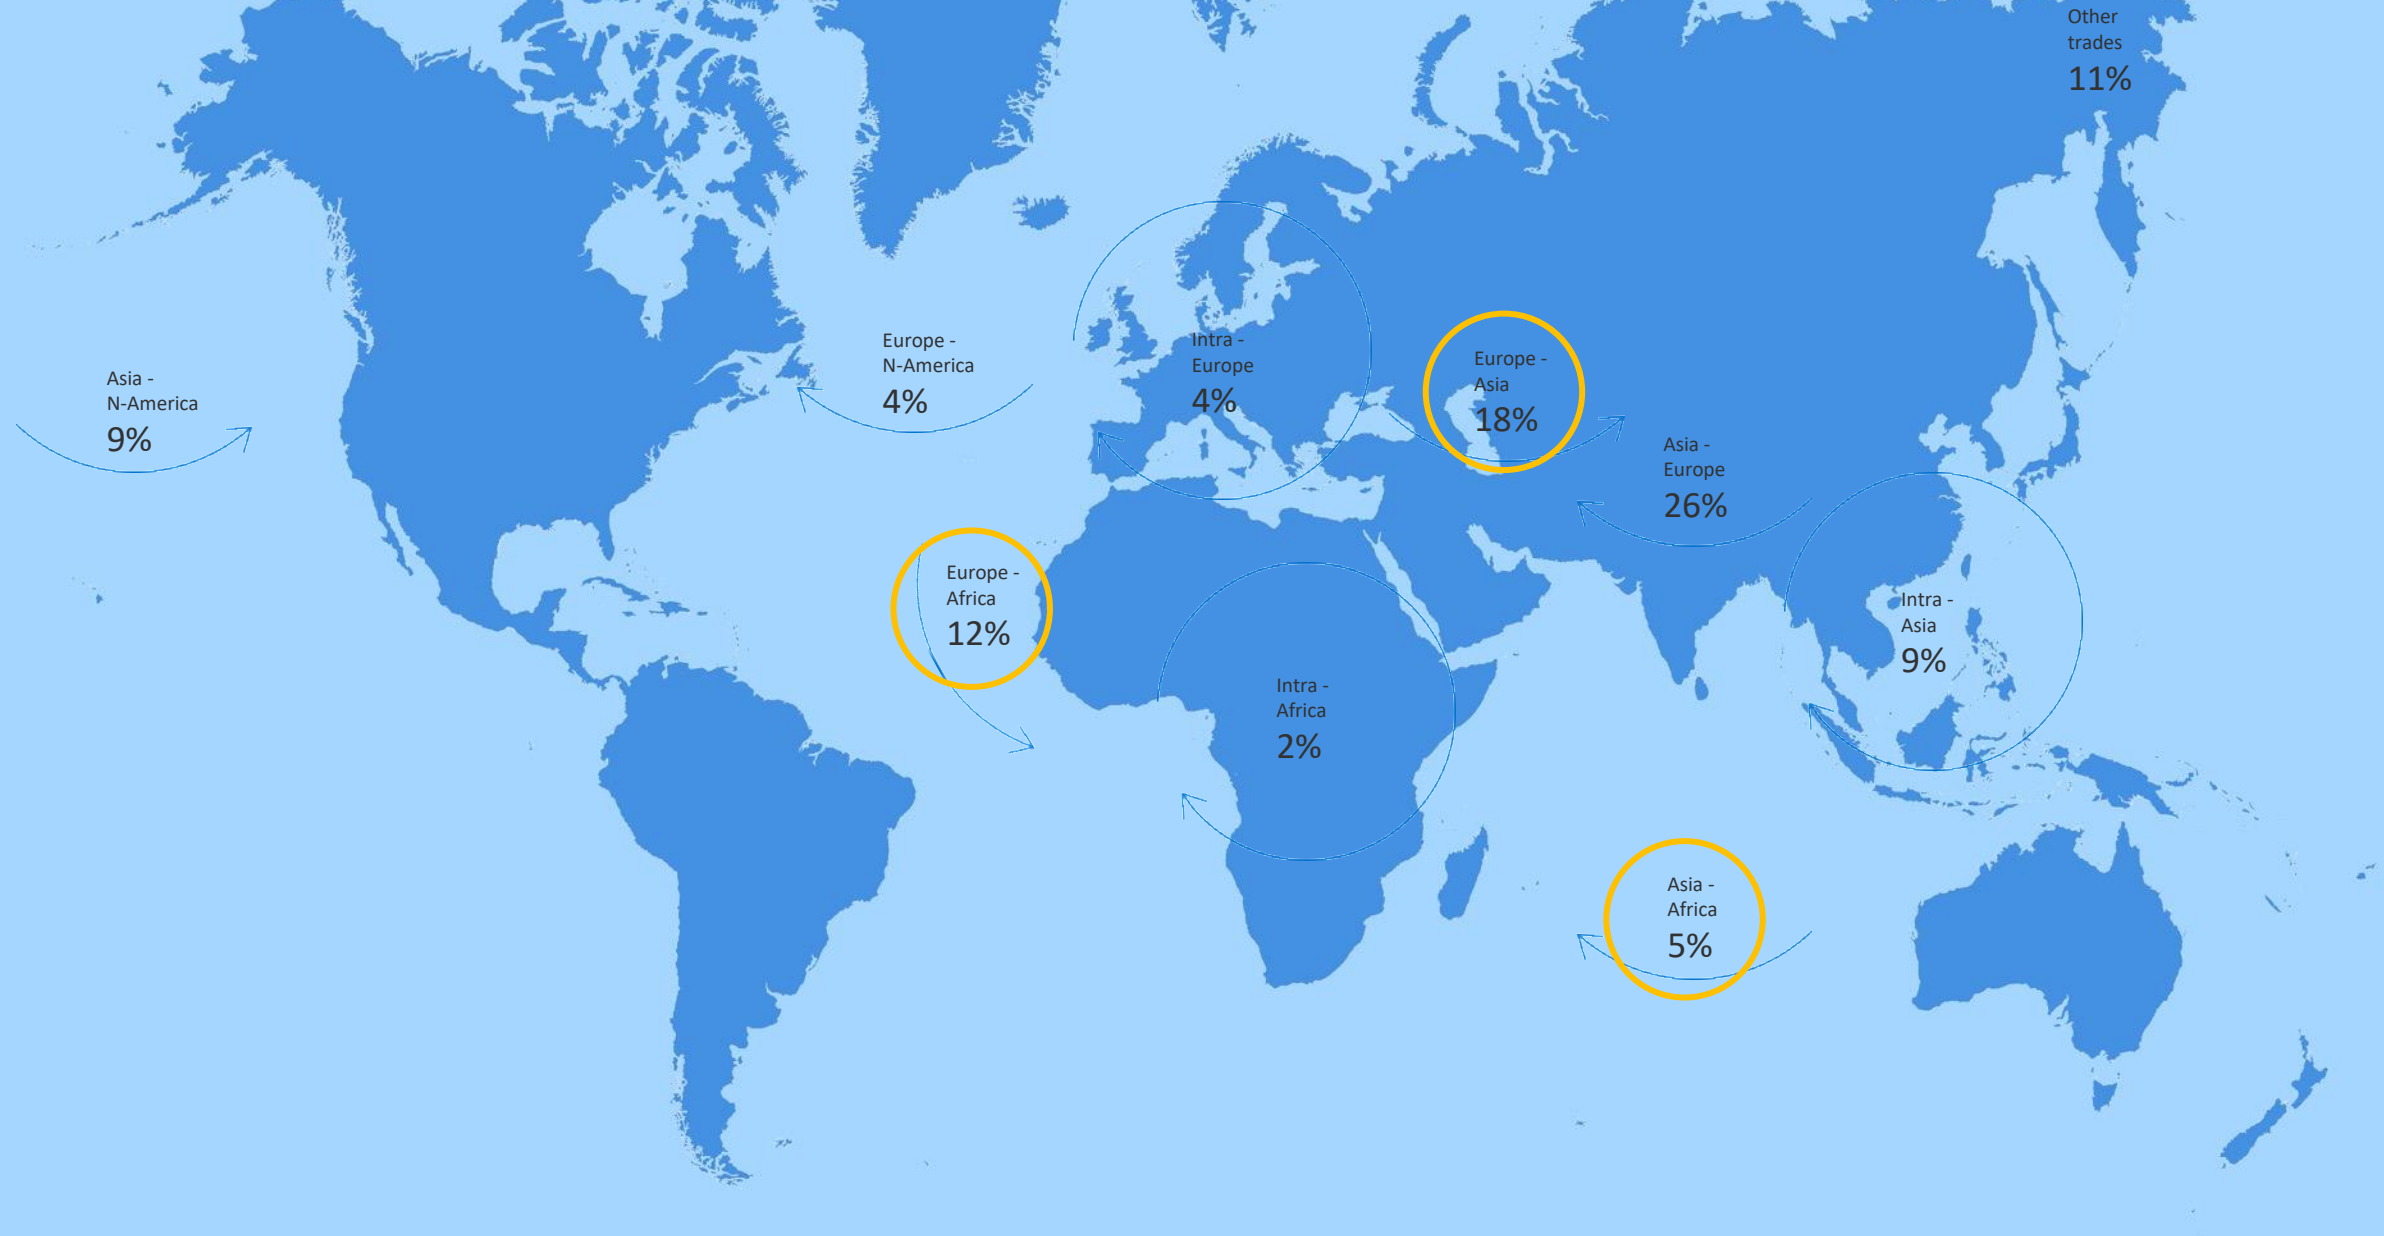 Other
trades
11%
Europe -
N-America
4%
Intra -
Europe
4%
Europe -
Asia
18%
Asia -
N-America
9%
Asia -
Europe
26%
Europe -
Africa
12%
Intra -
Asia
9%
Intra -
Africa
2%
Asia -
Africa
5%